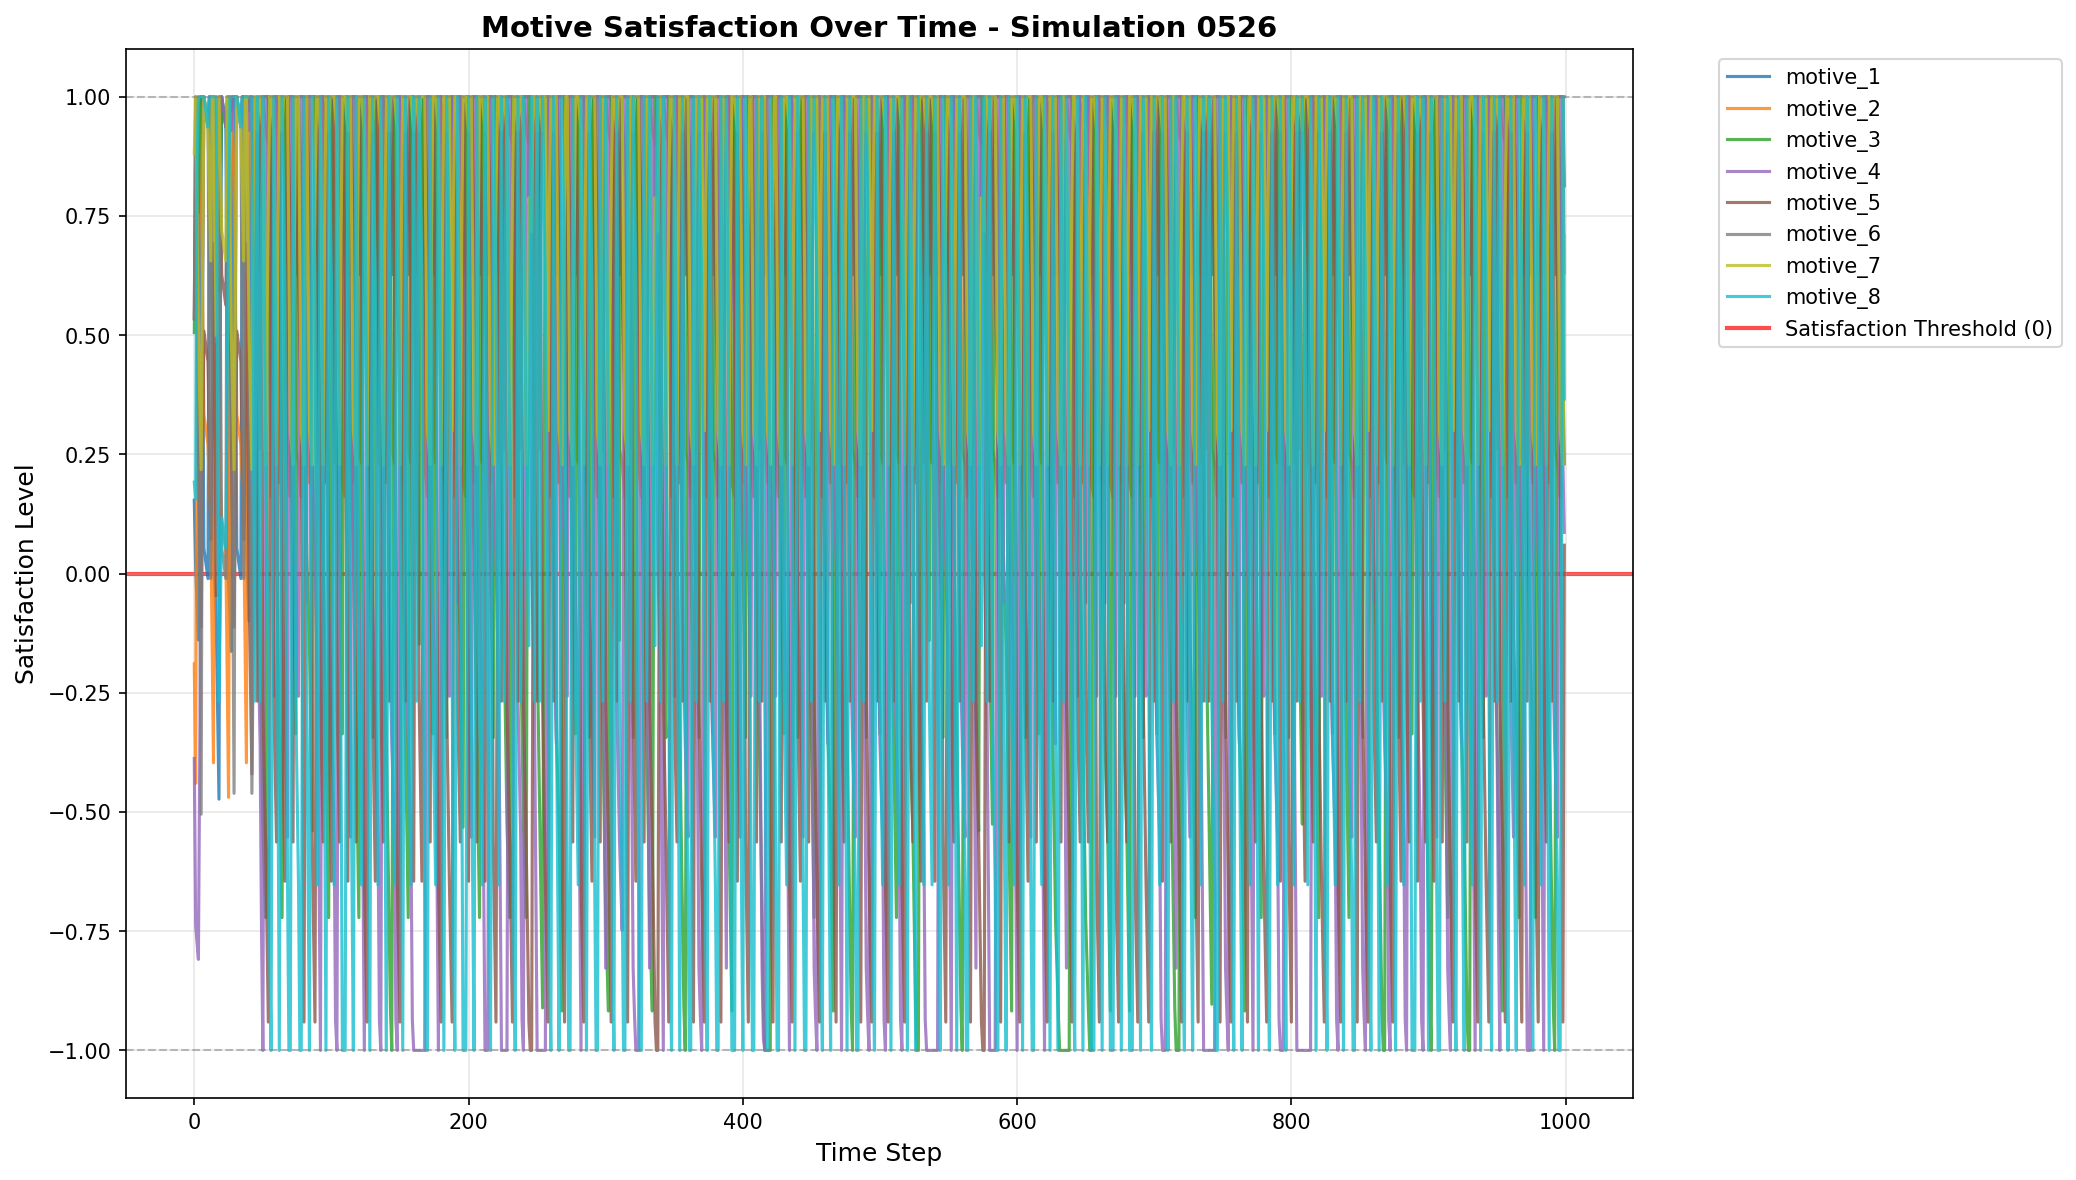 Motive Satisfaction Over Time - Simulation 0526
Satisfaction Level
1.00
0.75
0.50
0.25
0.00
−0.25
−0.50
−0.75
−1.00
0
200
400
600
800
1000
Time Step
motive_1
motive_2
motive_3
motive_4
motive_5
motive_6
motive_7
motive_8
Satisfaction Threshold (0)